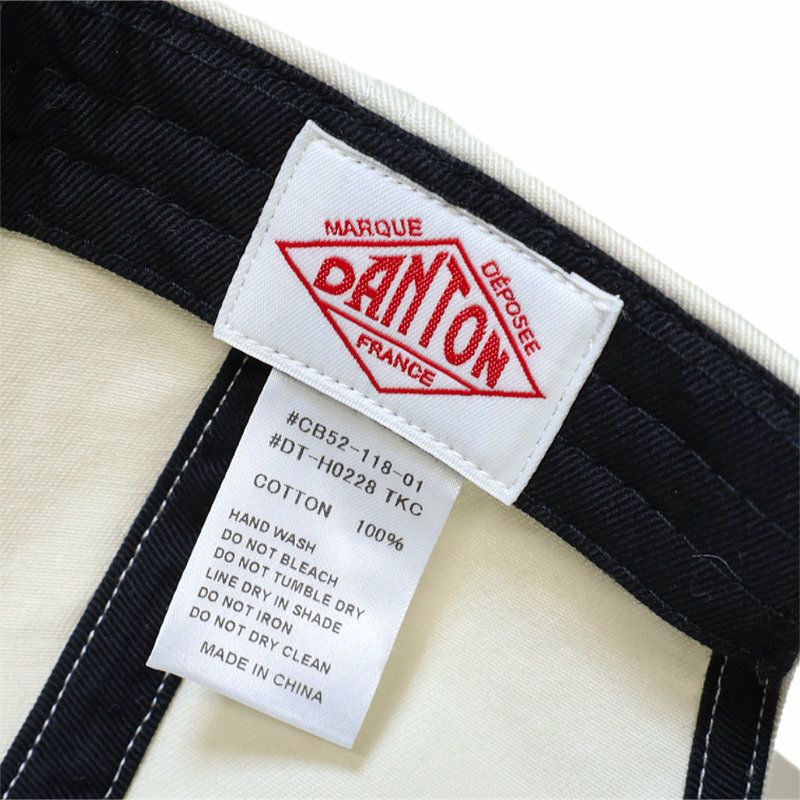 MARQUE
DÉPOSÉE
DANTON
FRANCE
#CB52-118-01
#DT-H0228 TKC
COTTON 100%
HAND WASH
DO NOT BLEACH
DO NOT TUMBLE DRY
LINE DRY IN SHADE
DO NOT IRON
DO NOT DRY CLEAN
MADE IN CHINA